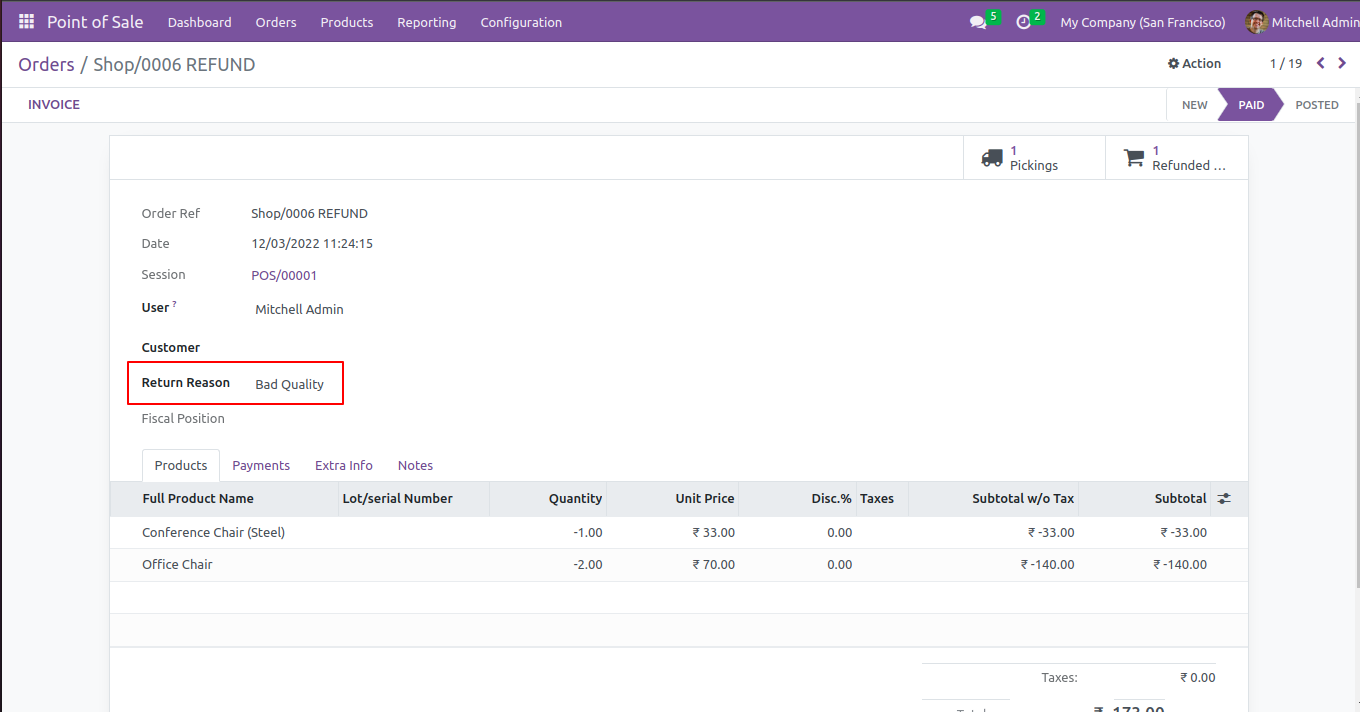 Point of Sale Dashboard Orders Products Reporting Configuration 5 2 My Company (San Francisco) Mitchell Admin
Orders / Shop/0006 REFUND Action 1 / 19
INVOICE NEW PAID POSTED
1 Pickings 1 Refunded ...
Order Ref Shop/0006 REFUND
Date 12/03/2022 11:24:15
Session POS/00001
User ? Mitchell Admin
Customer
Return Reason Bad Quality
Fiscal Position
Products Payments Extra Info Notes
Full Product Name Lot/serial Number Quantity Unit Price Disc.% Taxes Subtotal w/o Tax Subtotal
Conference Chair (Steel) -1.00 ₹ 33.00 0.00 ₹ -33.00 ₹ -33.00
Office Chair -2.00 ₹ 70.00 0.00 ₹ -140.00 ₹ -140.00
Taxes: ₹ 0.00